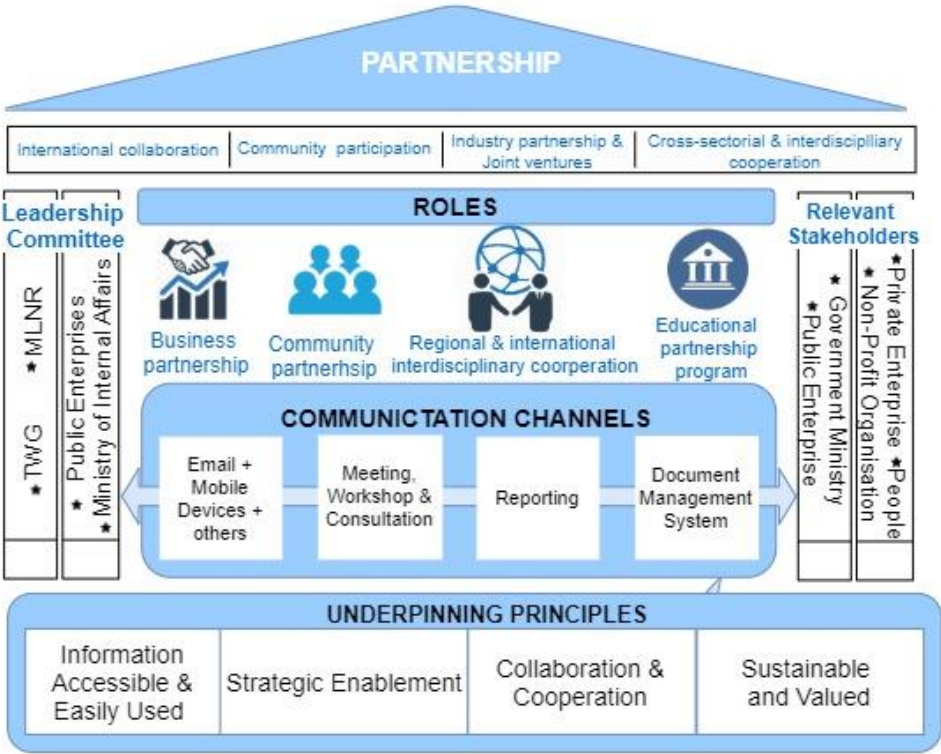 PARTNERSHIP
International collaboration
Community participation
Industry partnership &
Joint ventures
Cross-sectorial & interdisciplliary
cooperation
Leadership
Committee
★TWG ★ MLNR
★ Public Enterprises
★ Ministry of Internal Affairs
ROLES
Business
partnership
Community
partnerhsip
Regional & international
interdisciplinary coorperation
Educational
partnership
program
Relevant
Stakeholders
★ Government Ministry
★Public Enterprise
★Private Enterprise ★People
★ Non-Profit Organisation
COMMUNICTATION CHANNELS
Email +
Mobile
Devices +
others
Meeting,
Workshop &
Consultation
Reporting
Document
Management
System
UNDERPINNING PRINCIPLES
Information
Accessible &
Easily Used
Strategic Enablement
Collaboration &
Cooperation
Sustainable
and Valued